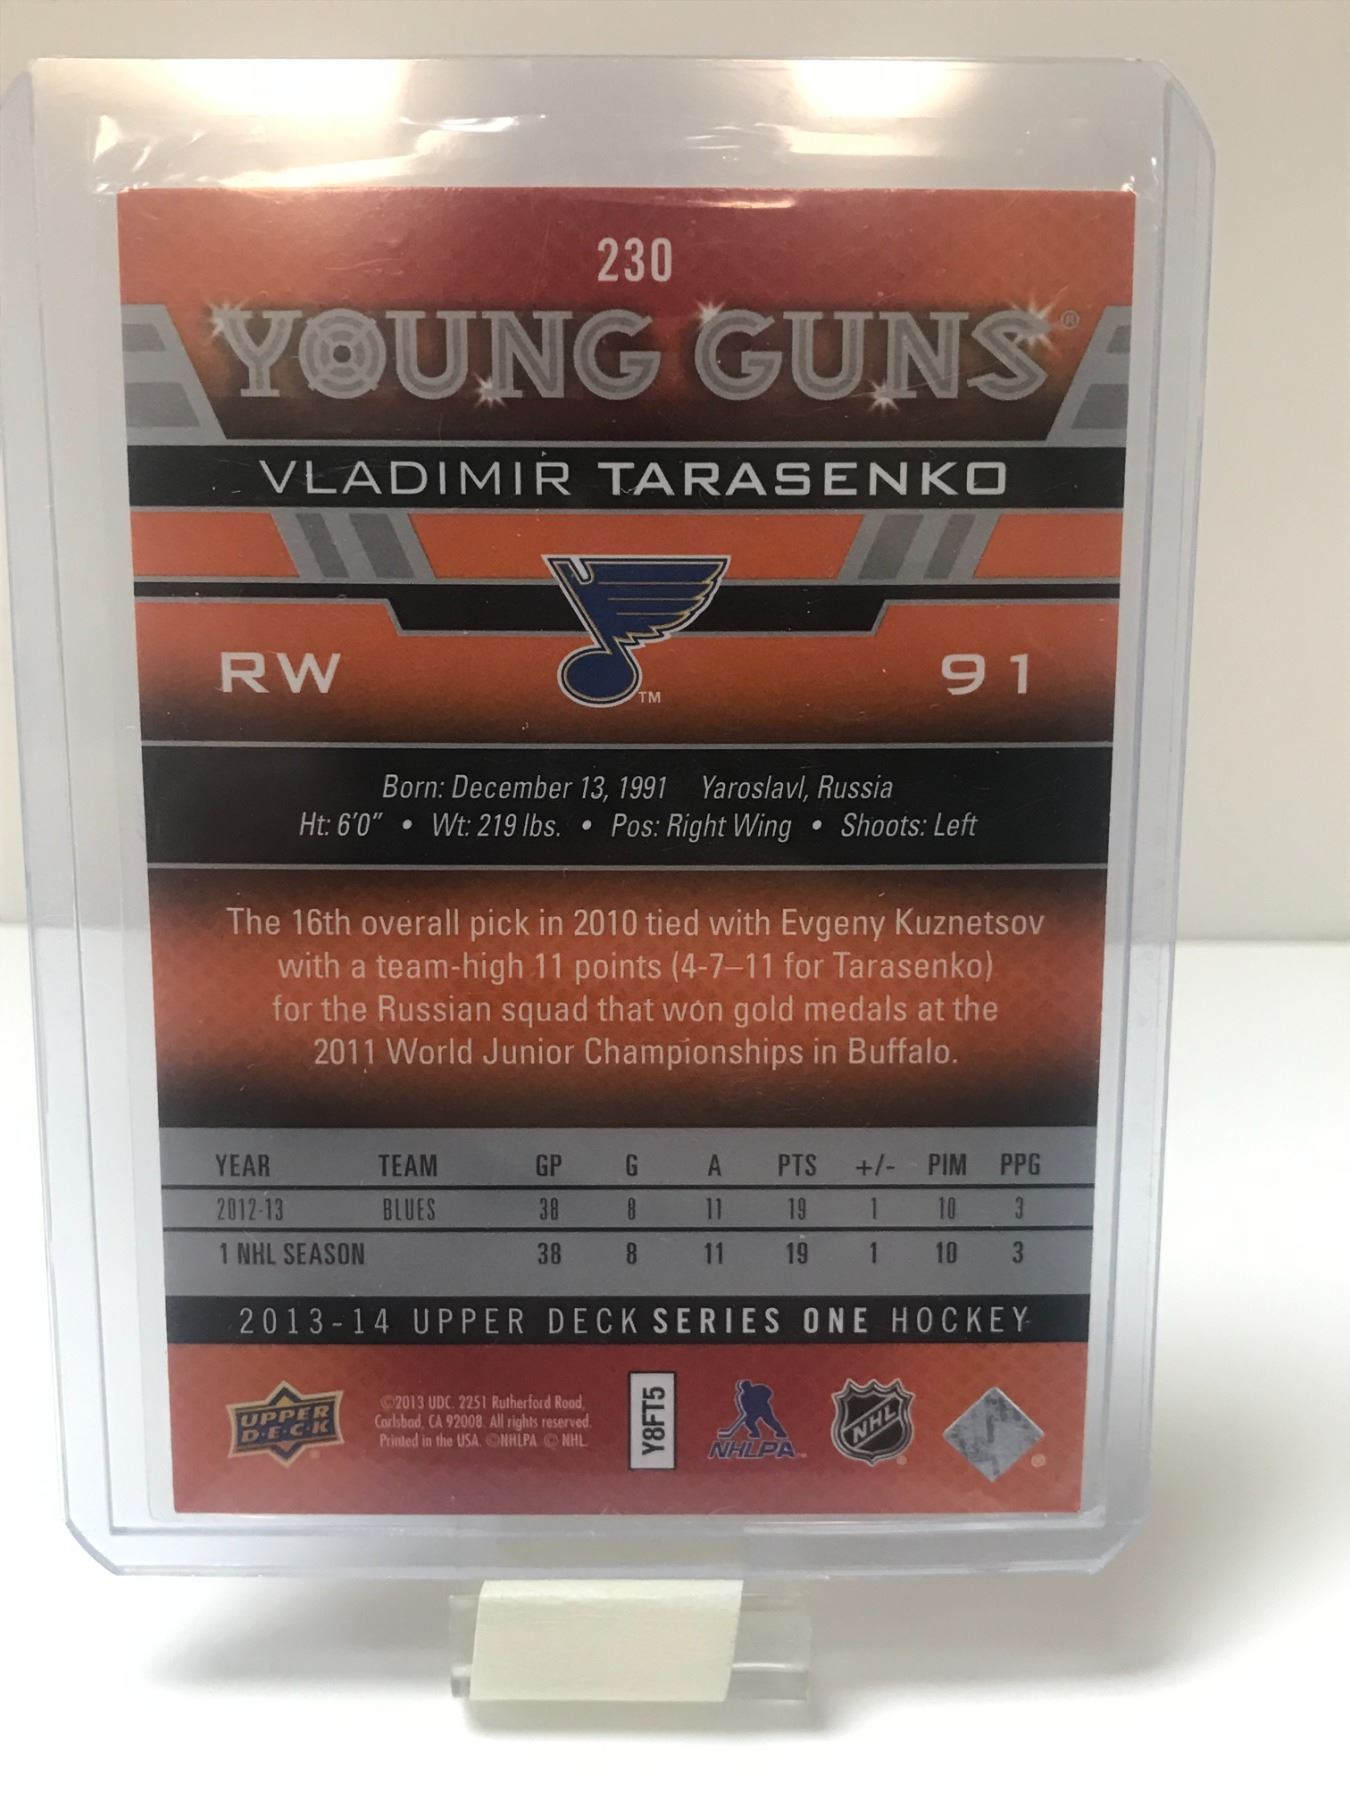 230
YOUNG GUNS®
VLADIMIR TARASENKO
TM
RW 91
Born: December 13, 1991 Yaroslavl, Russia
Ht: 6'0" • Wt: 219 lbs. • Pos: Right Wing • Shoots: Left
The 16th overall pick in 2010 tied with Evgeny Kuznetsov
with a team-high 11 points (4-7–11 for Tarasenko)
for the Russian squad that won gold medals at the
2011 World Junior Championships in Buffalo.
YEAR TEAM GP G A PTS +/- PIM PPG
2012-13 BLUES 38 8 11 19 1 10 3
1 NHL SEASON 38 8 11 19 1 10 3
2013-14 UPPER DECK SERIES ONE HOCKEY
UPPER
DECK
©2013 UDC. 2251 Rutherford Road,
Carlsbad, CA 92008. All rights reserved.
Printed in the USA. ©NHLPA © NHL.
Y8FT5
NHLPA
NHL